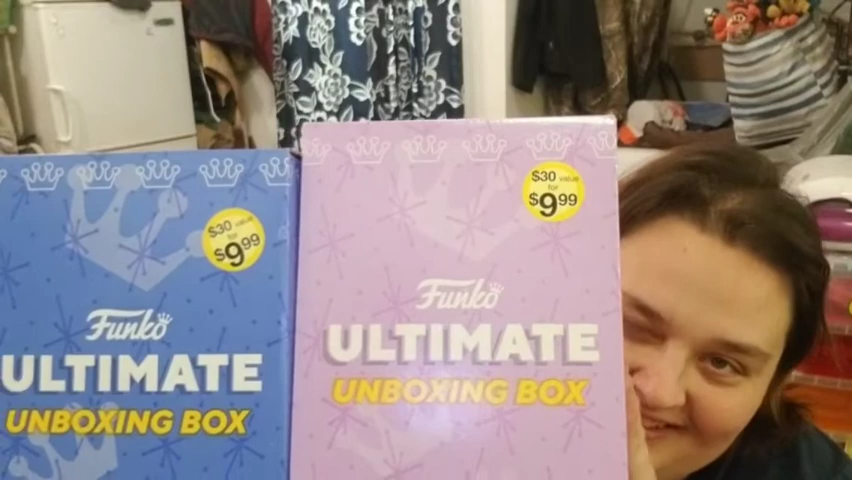 $30 value
for
$9.99
Funko
ULTIMATE
UNBOXING BOX
$30 value
for
$9.99
Funko
ULTIMATE
UNBOXING BOX